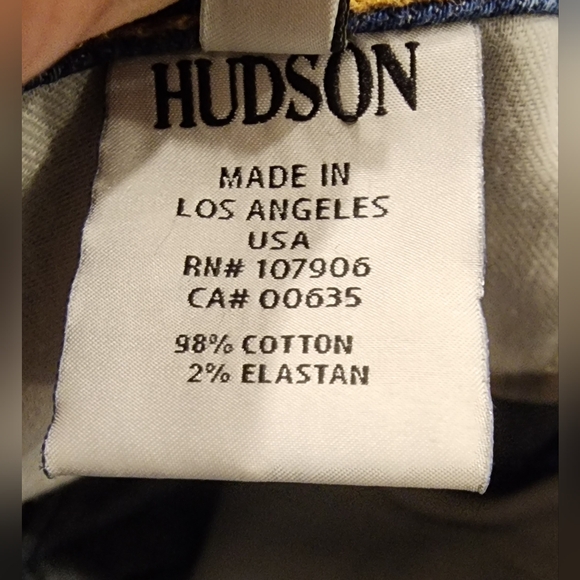 HUDSON
MADE IN
LOS ANGELES
USA
RN# 107906
CA# 00635
98% COTTON
2% ELASTAN